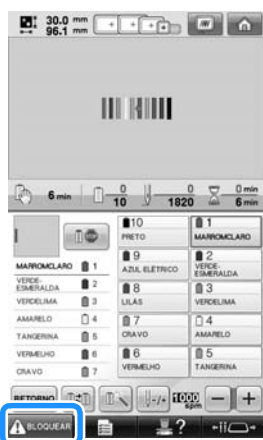 30.0 mm
96.1 mm
6 min
0
10
0
1820
0 min
6 min
10
PRETO
1
MARROMCLARO
9
AZUL ELÉTRICO
2
VERDE-
ESMERALDA
8
LILÁS
3
VERDELIMA
7
CRAVO
4
AMARELO
6
VERMELHO
5
TANGERINA
MARROMCLARO 1
VERDE-
ESMERALDA 2
VERDELIMA 3
AMARELO 4
TANGERINA 5
VERMELHO 6
CRAVO 7
RETORNO
-/+
1000
spm
- +
BLOQUEAR
?